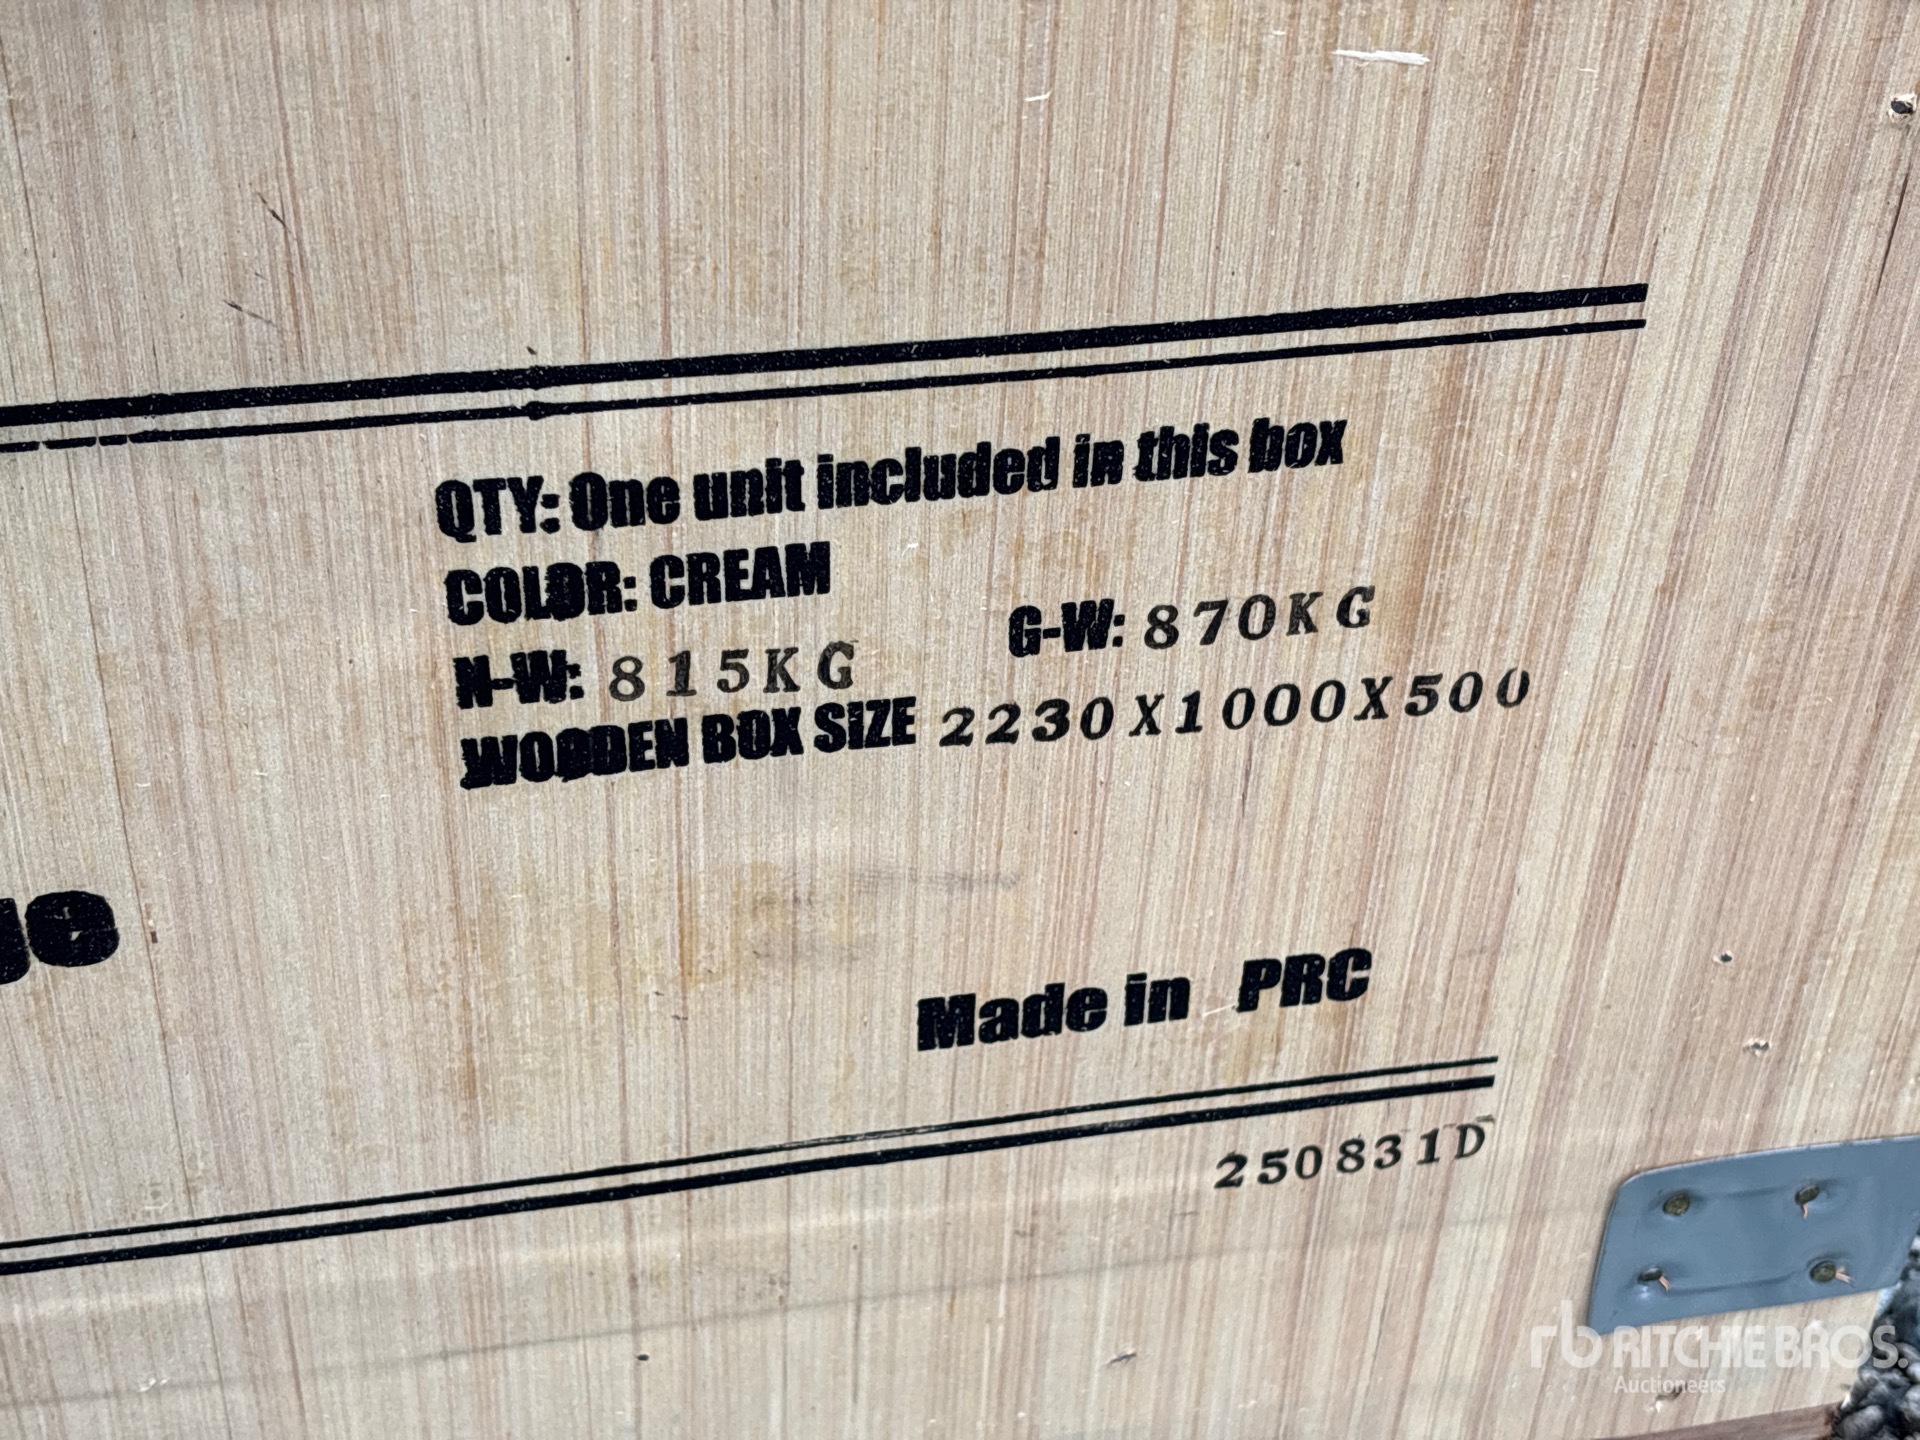 QTY: One unit included in this box
COLOR: CREAM
N-W: 815KG G-W: 870KG
WOODEN BOX SIZE 2230X1000X500
Made in PRC
250831D
rb RITCHIE BROS.
Auctioneers